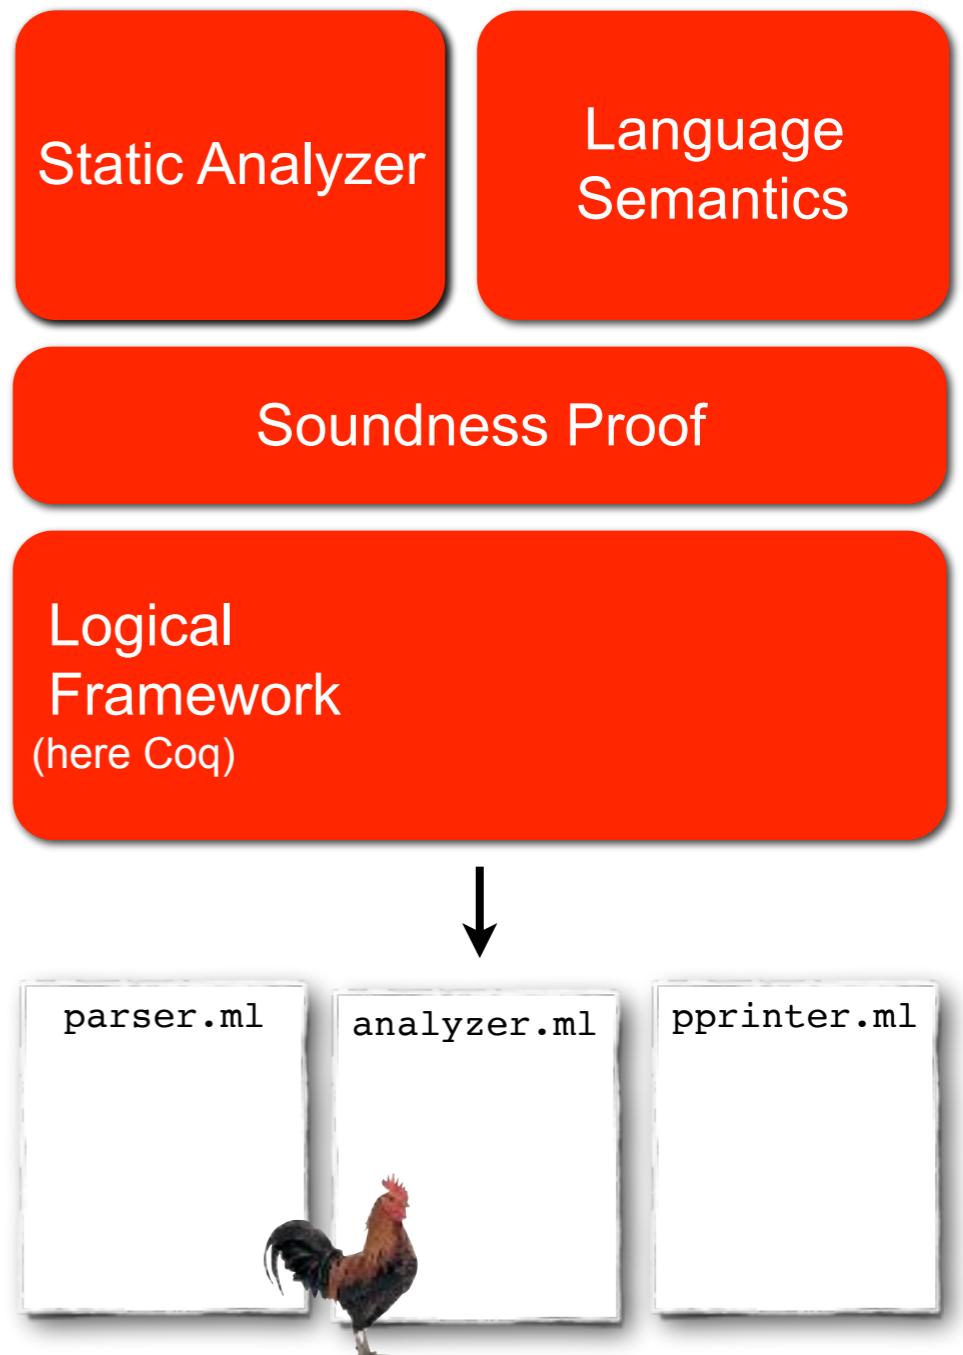 Static Analyzer
Language
Semantics
Soundness Proof
Logical
Framework
(here Coq)
parser.ml
analyzer.ml
pprinter.ml